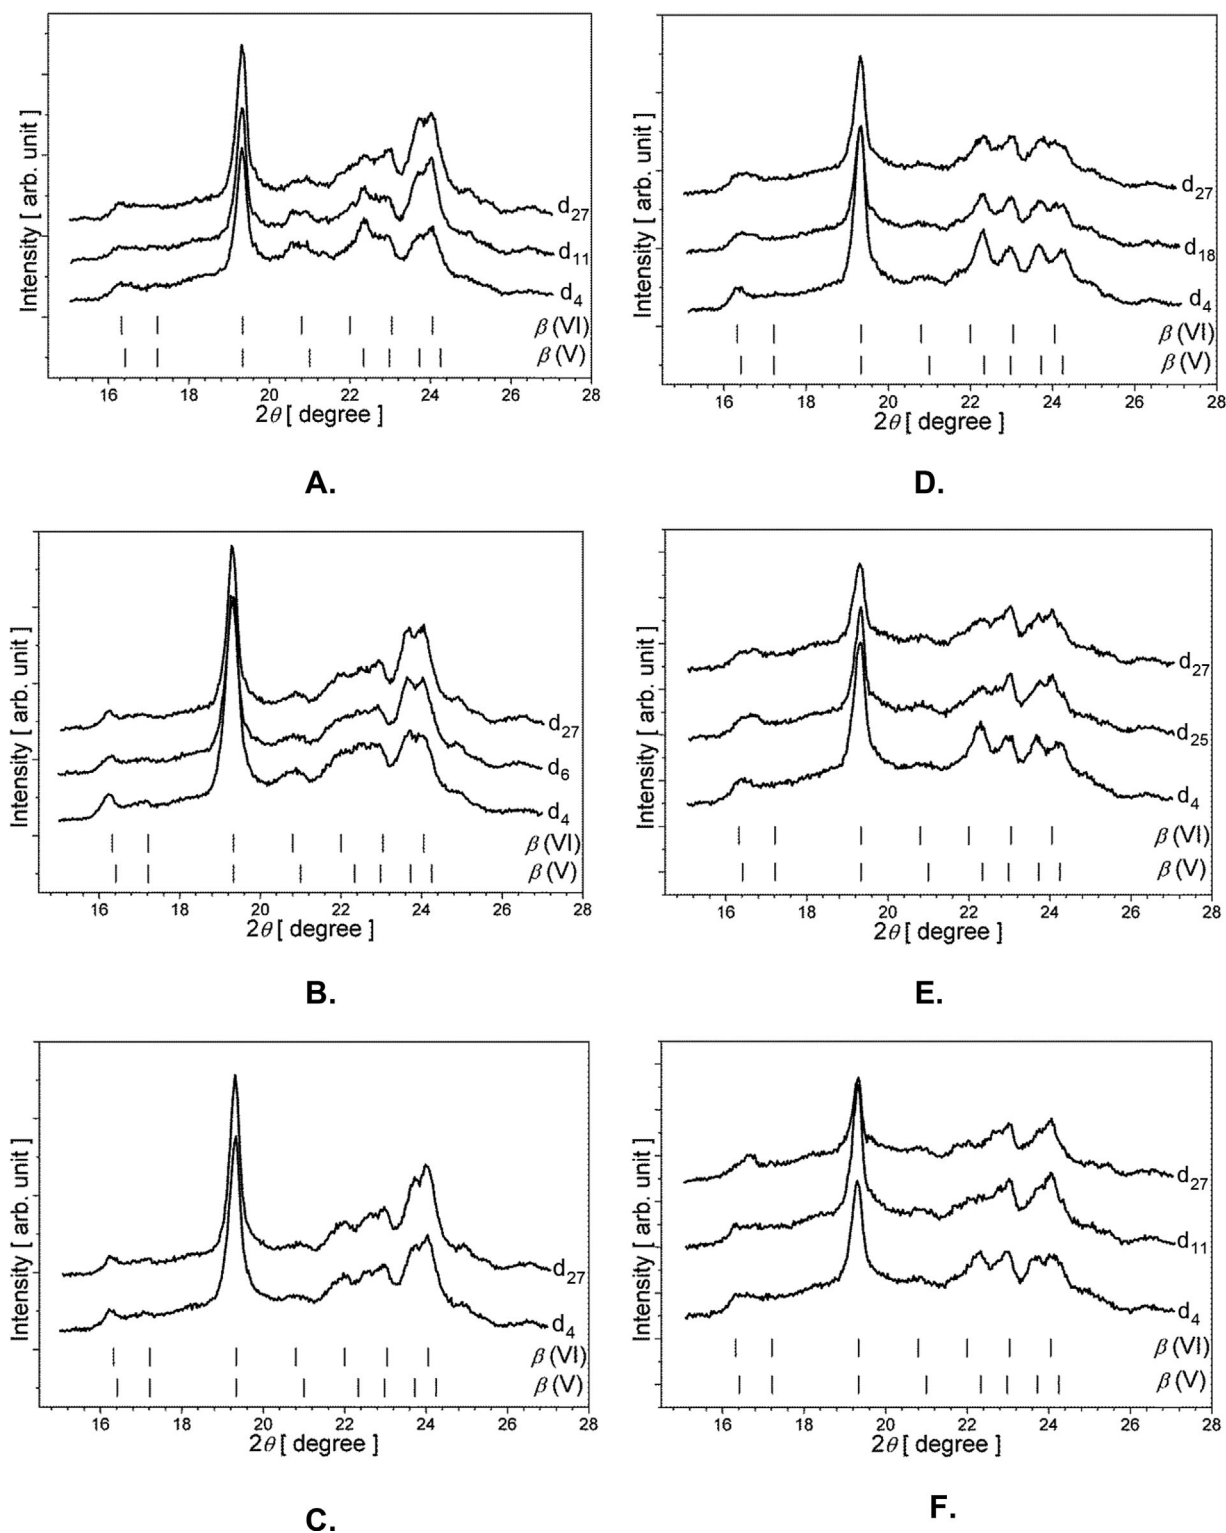 Intensity [ arb. unit ]
d27
d11
d4
β (VI)
β (V)
16 18 20 22 24 26 28
2θ [ degree ]
A.
Intensity [ arb. unit ]
d27
d18
d4
β (VI)
β (V)
16 18 20 22 24 26 28
2θ [ degree ]
D.
Intensity [ arb. unit ]
d27
d6
d4
β (VI)
β (V)
16 18 20 22 24 26 28
2θ [ degree ]
B.
Intensity [ arb. unit ]
d27
d25
d4
β (VI)
β (V)
16 18 20 22 24 26 28
2θ [ degree ]
E.
Intensity [ arb. unit ]
d27
d4
β (VI)
β (V)
16 18 20 22 24 26 28
2θ [ degree ]
C.
Intensity [ arb. unit ]
d27
d11
d4
β (VI)
β (V)
16 18 20 22 24 26 28
2θ [ degree ]
F.